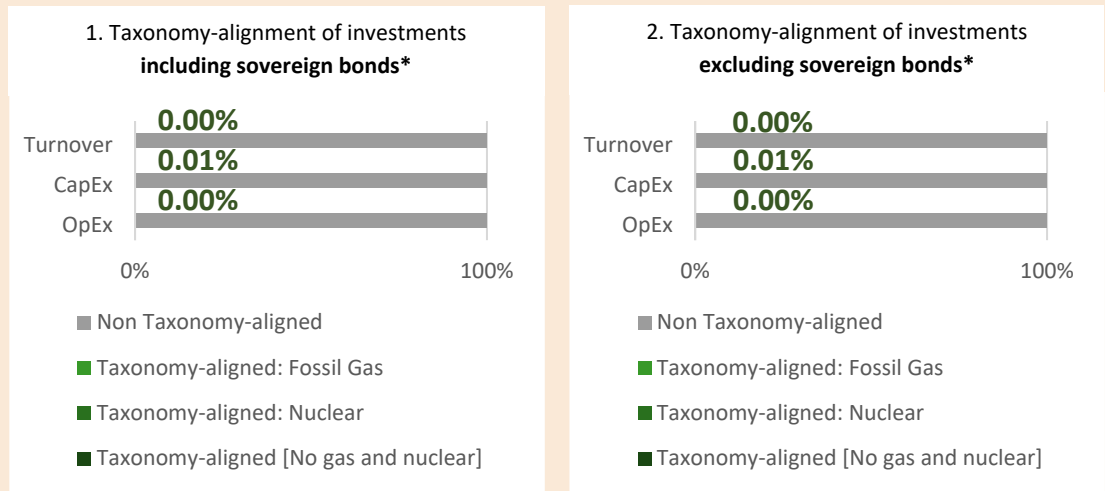 1. Taxonomy-alignment of investments
including sovereign bonds*
0.00%
Turnover
0.01%
CapEx
0.00%
OpEx
0%
100%
Non Taxonomy-aligned
Taxonomy-aligned: Fossil Gas
Taxonomy-aligned: Nuclear
Taxonomy-aligned [No gas and nuclear]
2. Taxonomy-alignment of investments
excluding sovereign bonds*
0.00%
Turnover
0.01%
CapEx
0.00%
OpEx
0%
100%
Non Taxonomy-aligned
Taxonomy-aligned: Fossil Gas
Taxonomy-aligned: Nuclear
Taxonomy-aligned [No gas and nuclear]